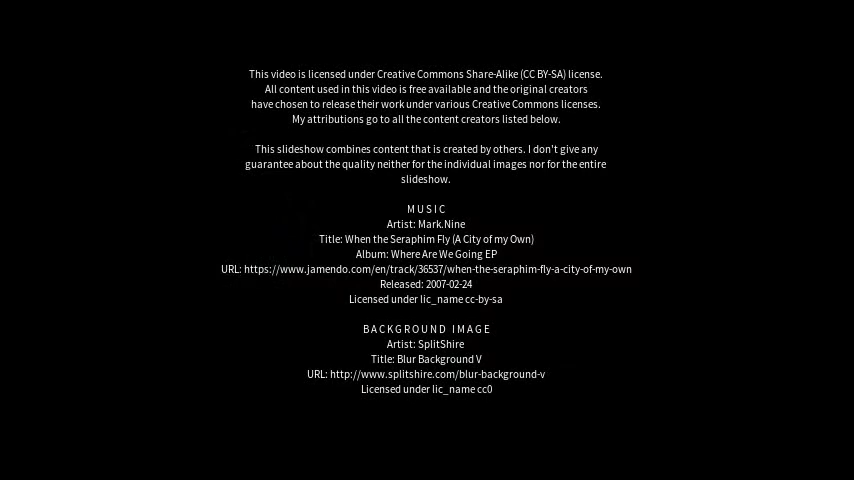 This video is licensed under Creative Commons Share-Alike (CC BY-SA) license.
All content used in this video is free available and the original creators
have chosen to release their work under various Creative Commons licenses.
My attributions go to all the content creators listed below.
This slideshow combines content that is created by others. I don't give any
guarantee about the quality neither for the individual images nor for the entire
slideshow.
MUSIC
Artist: Mark.Nine
Title: When the Seraphim Fly (A City of my Own)
Album: Where Are We Going EP
URL: https://www.jamendo.com/en/track/36537/when-the-seraphim-fly-a-city-of-my-own
Released: 2007-02-24
Licensed under lic_name cc-by-sa
BACKGROUND IMAGE
Artist: SplitShire
Title: Blur Background V
URL: http://www.splitshire.com/blur-background-v
Licensed under lic_name cc0